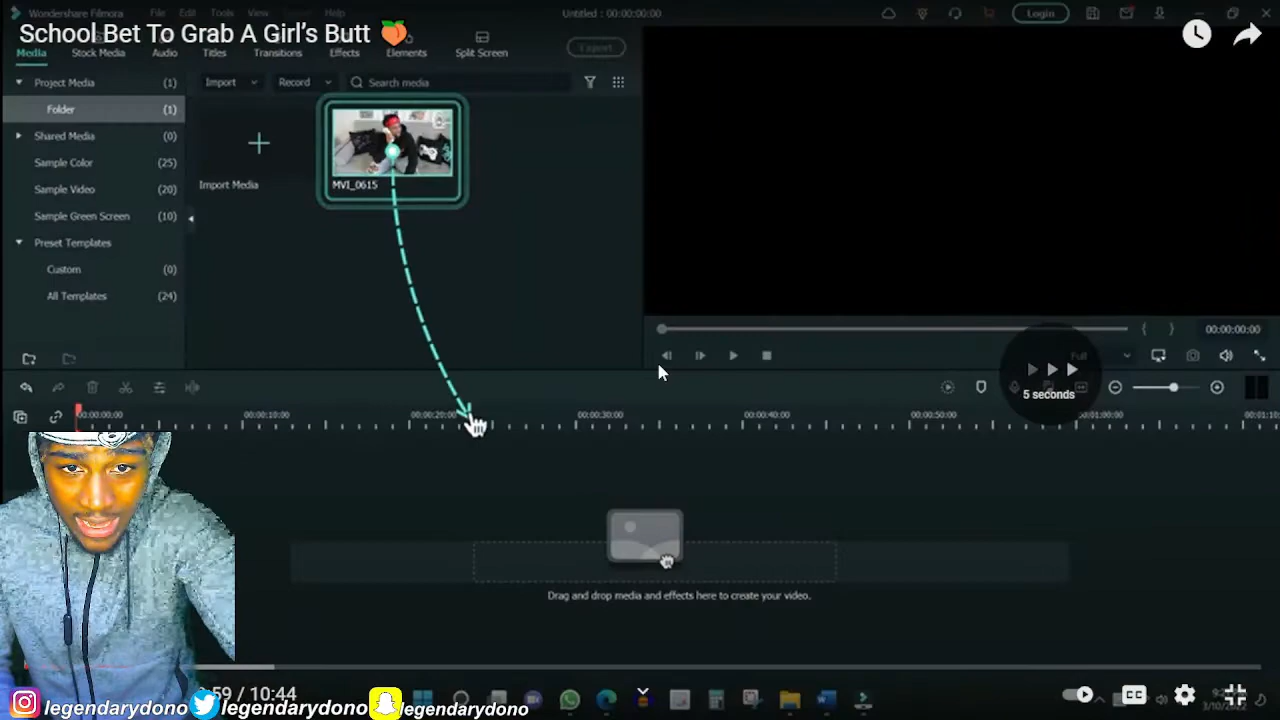 Wondershare Filmora File Edit Tools View Help Untitled : 00:00:00:00 Login
School Bet To Grab A Girl’s Butt 🍑
Media Stock Media Audio Titles Transitions Effects Elements Split Screen Export
Project Media (1) Import Record Search media
Folder (1)
Shared Media (0)
Sample Color (25)
Sample Video (20) Import Media MVI_0615
Sample Green Screen (10)
Preset Templates
Custom (0)
All Templates (24)
00:00:00:00
Full
5 seconds
00:00:00:00 00:00:10:00 00:00:20:00 00:00:30:00 00:00:40:00 00:00:50:00 00:01:00:00
Drag and drop media and effects here to create your video.
:59 / 10:44 CC
legendarydono legendarydono legendarydono